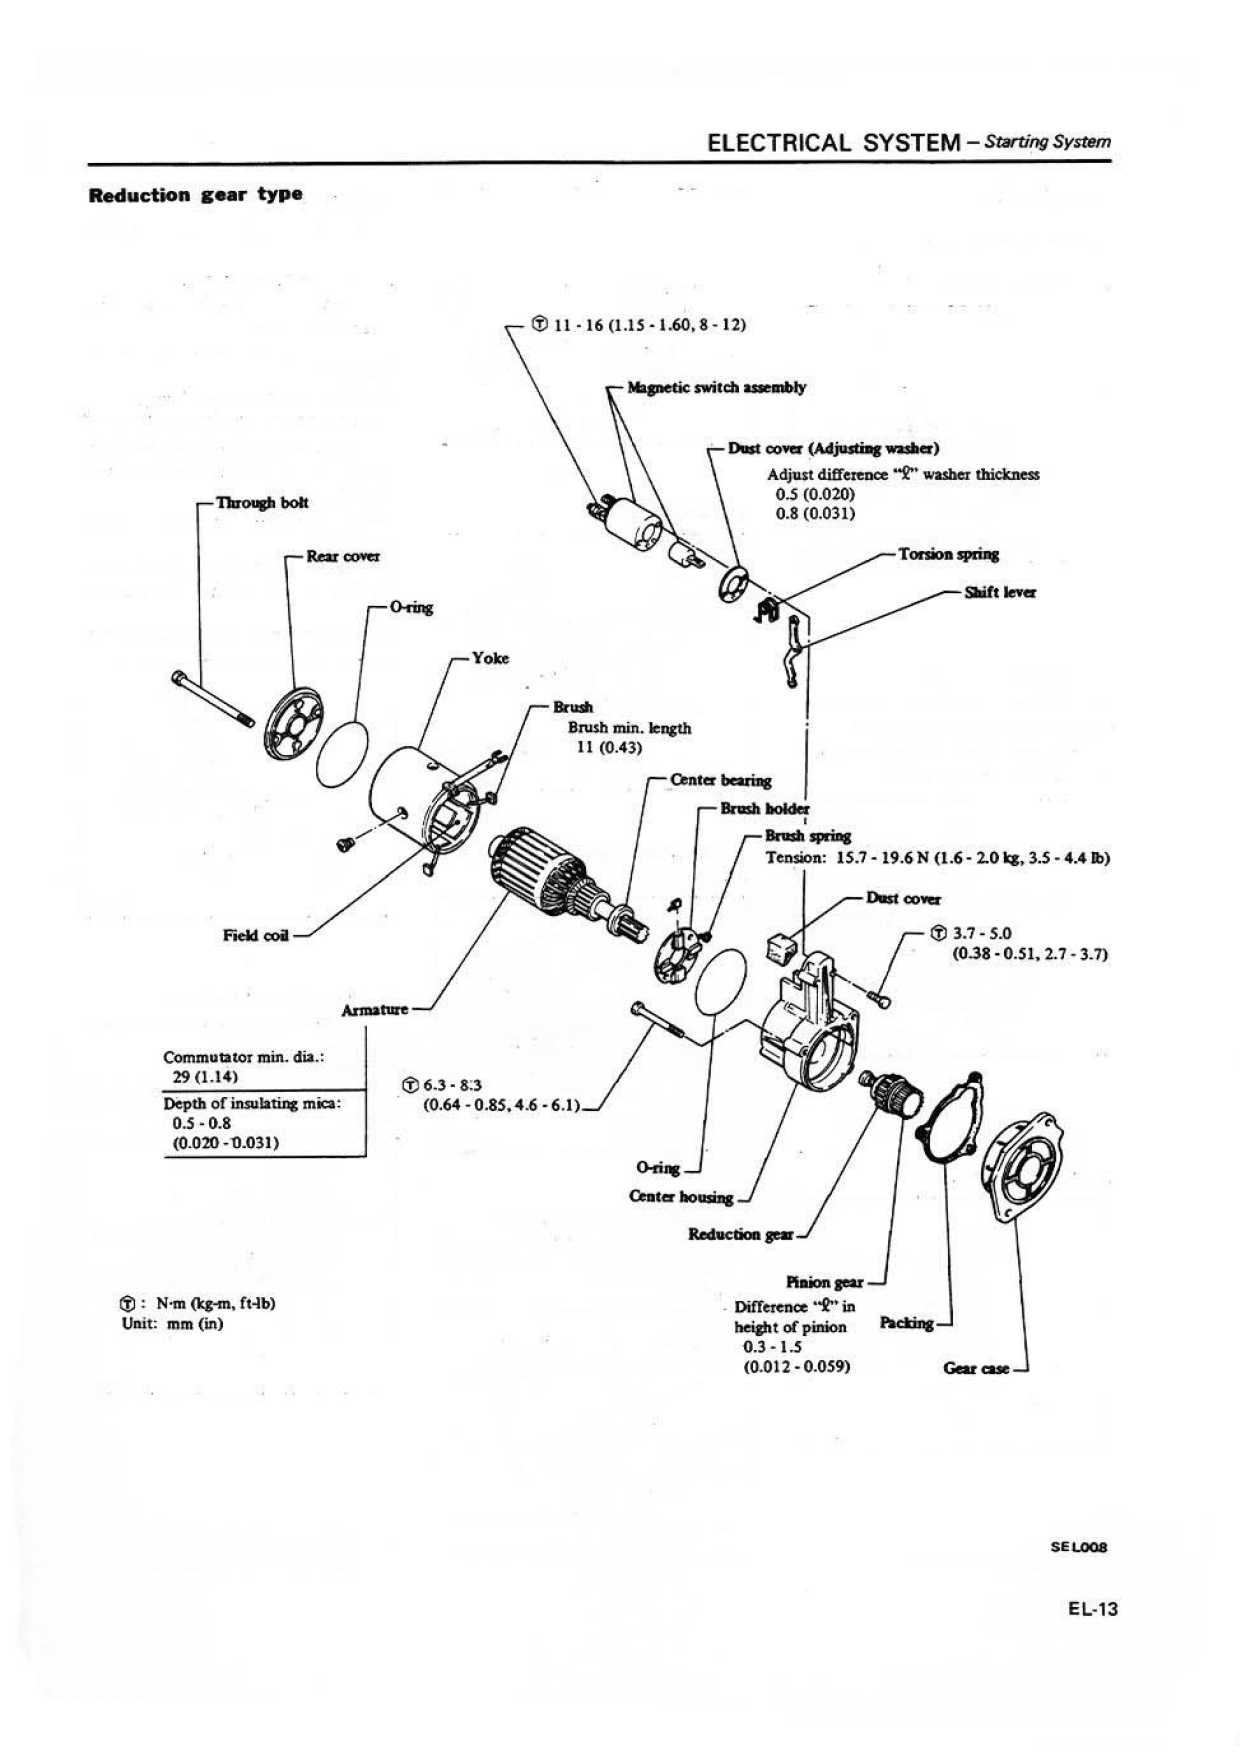 ELECTRICAL SYSTEM – Starting System
Reduction gear type
Ⓣ 11 - 16 (1.15 - 1.60, 8 - 12)
Magnetic switch assembly
Dust cover (Adjusting washer)
Adjust difference “ℓ” washer thickness
0.5 (0.020)
0.8 (0.031)
Through bolt
Rear cover
Torsion spring
Shift lever
O-ring
Yoke
Brush
Brush min. length
11 (0.43)
Center bearing
Brush holder
Brush spring
Tension: 15.7 - 19.6 N (1.6 - 2.0 kg, 3.5 - 4.4 lb)
Dust cover
Field coil
Ⓣ 3.7 - 5.0
(0.38 - 0.51, 2.7 - 3.7)
Armature
Commutator min. dia.:
29 (1.14)
Depth of insulating mica:
0.5 - 0.8
(0.020 - 0.031)
Ⓣ 6.3 - 8.3
(0.64 - 0.85, 4.6 - 6.1)
O-ring
Center housing
Reduction gear
Pinion gear
Difference “ℓ” in
height of pinion
0.3 - 1.5
(0.012 - 0.059)
Packing
Gear case
Ⓣ : N·m (kg-m, ft-lb)
Unit: mm (in)
SEL008
EL-13